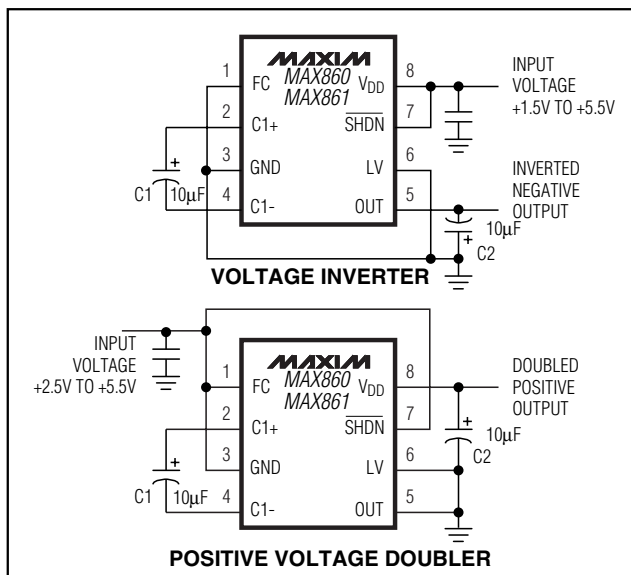 MAXIM
MAX860
MAX861
1 FC
2 C1+
3 GND
4 C1-
VDD 8
SHDN 7
LV 6
OUT 5
C1 + 10μF
INPUT
VOLTAGE
+1.5V TO +5.5V
INVERTED
NEGATIVE
OUTPUT
10μF
+ C2
VOLTAGE INVERTER
INPUT
VOLTAGE
+2.5V TO +5.5V
MAXIM
MAX860
MAX861
1 FC
2 C1+
3 GND
4 C1-
VDD 8
SHDN 7
LV 6
OUT 5
C1 + 10μF
DOUBLED
POSITIVE
OUTPUT
+ 10μF
C2
POSITIVE VOLTAGE DOUBLER